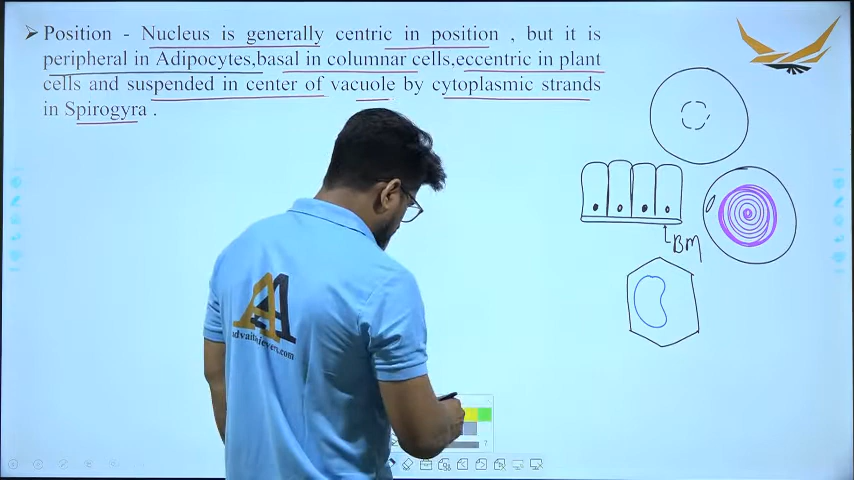 ➢ Position - Nucleus is generally centric in position , but it is
peripheral in Adipocytes,basal in columnar cells,eccentric in plant
cells and suspended in center of vacuole by cytoplasmic strands
in Spirogyra .
BM
AA